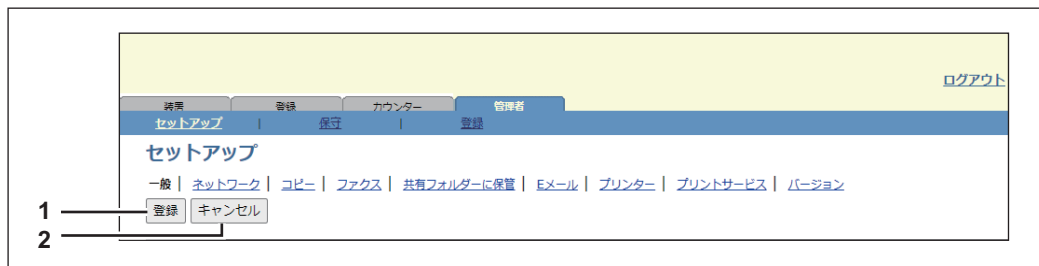 ログアウト
装置 登録 カウンター 管理者
セットアップ | 保守 | 登録
セットアップ
一般 | ネットワーク | コピー | ファクス | 共有フォルダーに保管 | Eメール | プリンター | プリントサービス | バージョン
1 登録 キャンセル
2